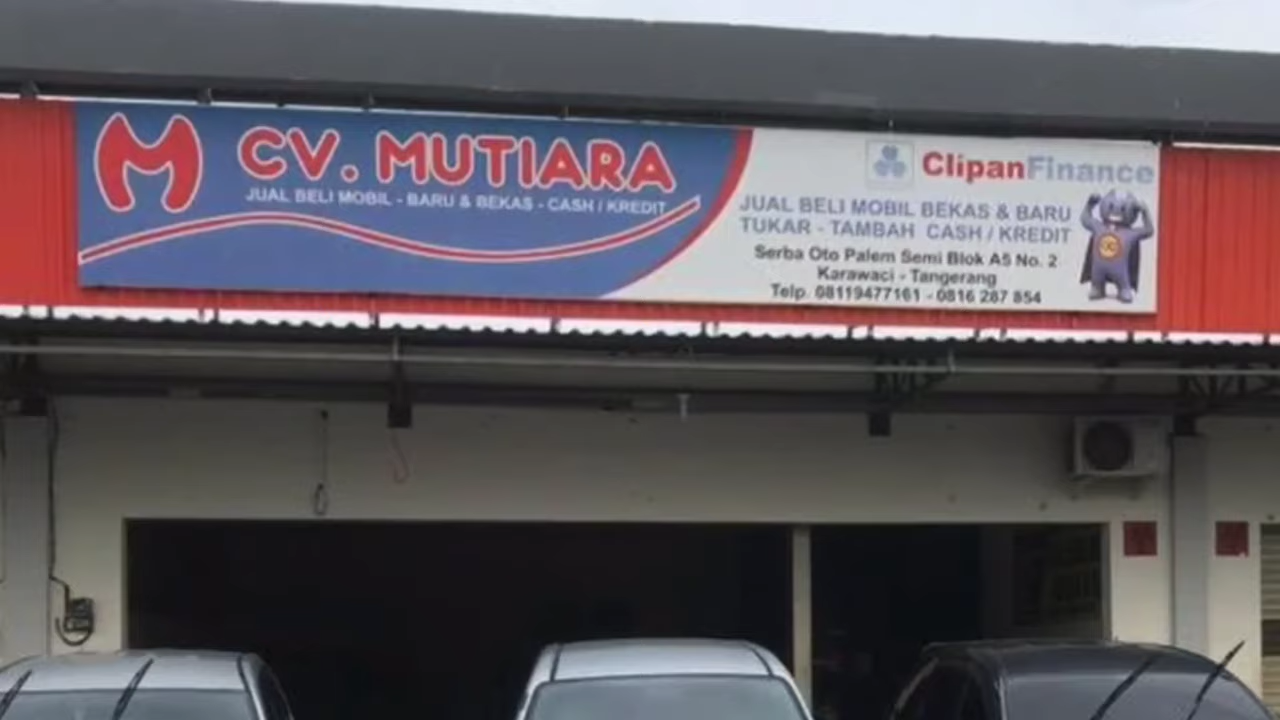 CV. MUTIARA
JUAL BELI MOBIL - BARU & BEKAS - CASH / KREDIT
ClipanFinance
JUAL BELI MOBIL BEKAS & BARU
TUKAR - TAMBAH CASH / KREDIT
Serba Oto Palem Semi Blok A5 No. 2
Karawaci - Tangerang
Telp. 08119477161 - 0816 287 854